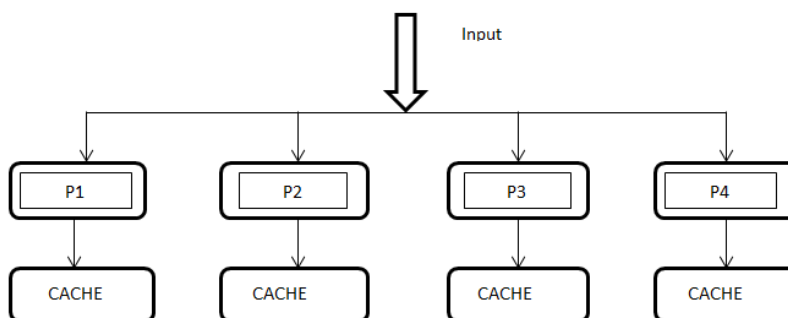 Input
P1
P2
P3
P4
CACHE
CACHE
CACHE
CACHE